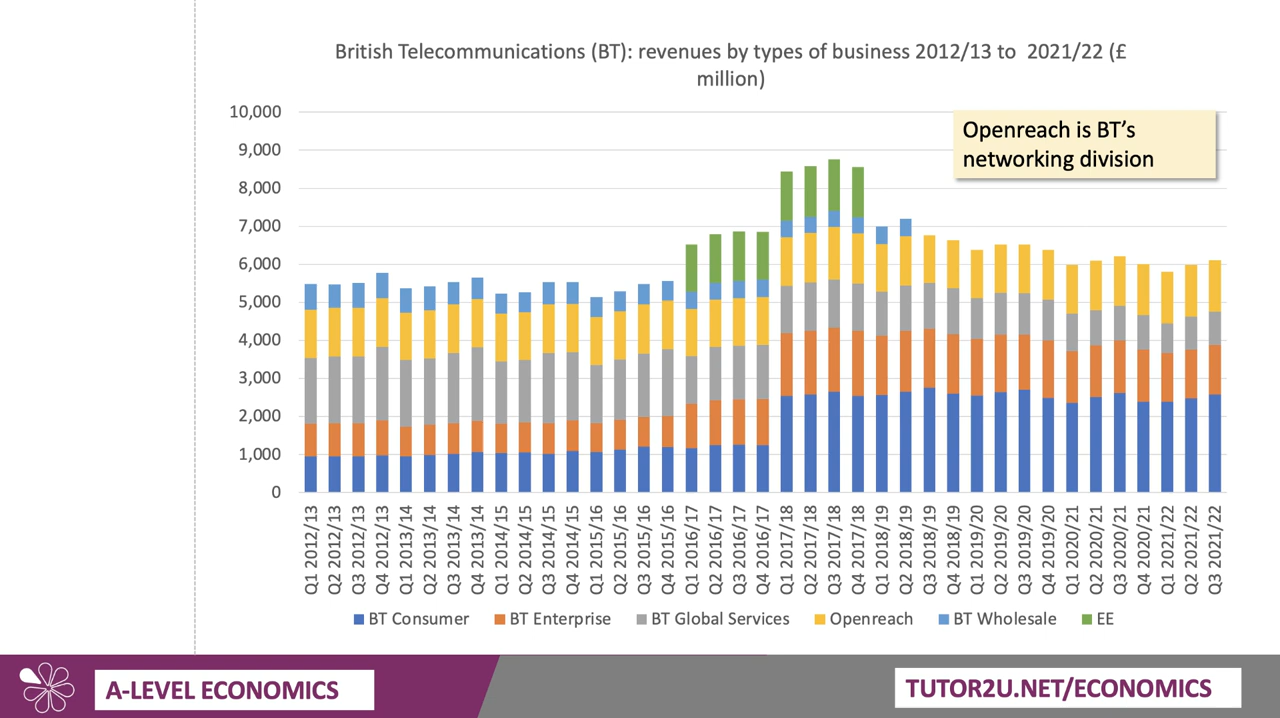 British Telecommunications (BT): revenues by types of business 2012/13 to 2021/22 (£
million)
10,000
9,000
8,000
7,000
6,000
5,000
4,000
3,000
2,000
1,000
0
Openreach is BT's
networking division
Q1 2012/13
Q2 2012/13
Q3 2012/13
Q4 2012/13
Q1 2013/14
Q2 2013/14
Q3 2013/14
Q4 2013/14
Q1 2014/15
Q2 2014/15
Q3 2014/15
Q4 2014/15
Q1 2015/16
Q2 2015/16
Q3 2015/16
Q4 2015/16
Q1 2016/17
Q2 2016/17
Q3 2016/17
Q4 2016/17
Q1 2017/18
Q2 2017/18
Q3 2017/18
Q4 2017/18
Q1 2018/19
Q2 2018/19
Q3 2018/19
Q4 2018/19
Q1 2019/20
Q2 2019/20
Q3 2019/20
Q4 2019/20
Q1 2020/21
Q2 2020/21
Q3 2020/21
Q4 2020/21
Q1 2021/22
Q2 2021/22
Q3 2021/22
BT Consumer BT Enterprise BT Global Services Openreach BT Wholesale EE
A-LEVEL ECONOMICS
TUTOR2U.NET/ECONOMICS